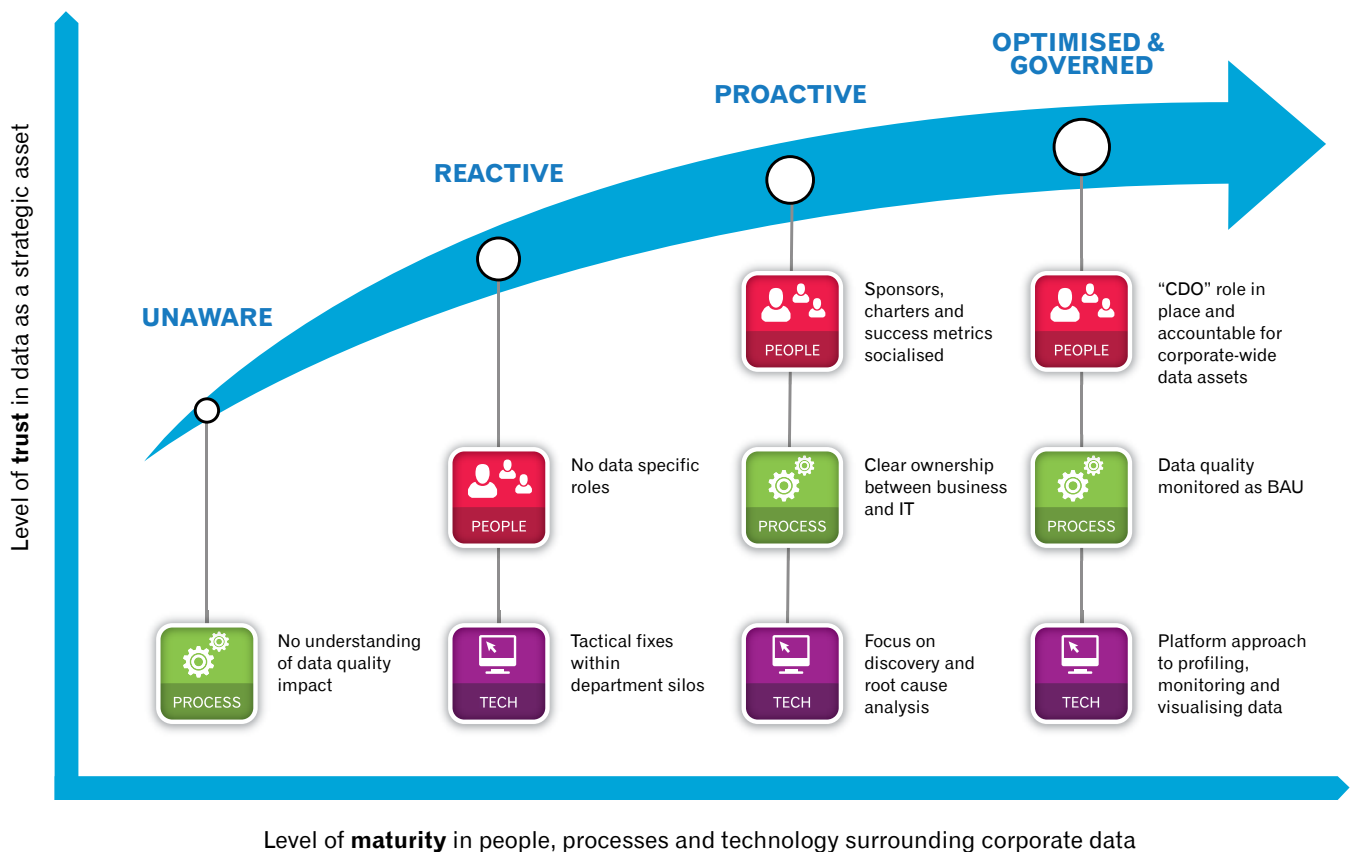 Level of trust in data as a strategic asset
UNAWARE
PROCESS
No understanding
of data quality
impact
REACTIVE
PEOPLE
No data specific
roles
TECH
Tactical fixes
within
department silos
PROACTIVE
PEOPLE
Sponsors,
charters and
success metrics
socialised
PROCESS
Clear ownership
between business
and IT
TECH
Focus on
discovery and
root cause
analysis
OPTIMISED &
GOVERNED
PEOPLE
“CDO” role in
place and
accountable for
corporate-wide
data assets
PROCESS
Data quality
monitored as BAU
TECH
Platform approach
to profiling,
monitoring and
visualising data
Level of maturity in people, processes and technology surrounding corporate data